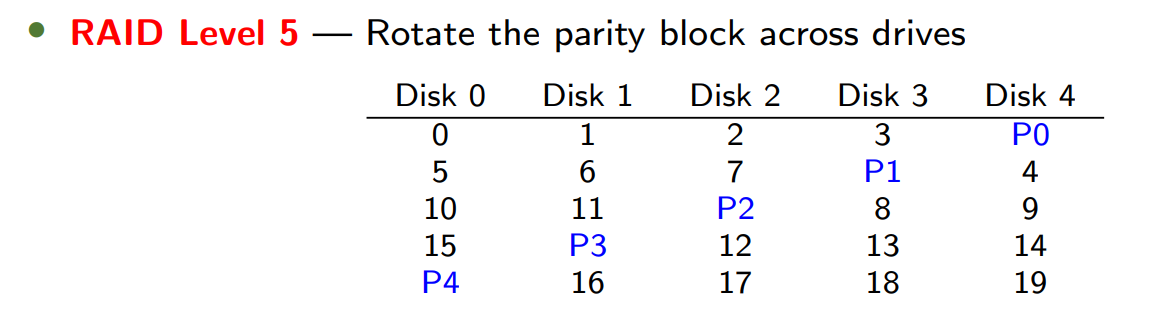 • RAID Level 5 — Rotate the parity block across drives
Disk 0 Disk 1 Disk 2 Disk 3 Disk 4
0 1 2 3 P0
5 6 7 P1 4
10 11 P2 8 9
15 P3 12 13 14
P4 16 17 18 19